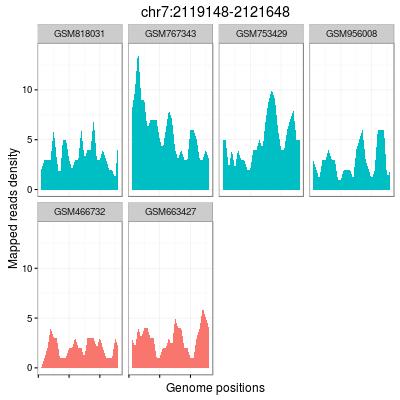 chr7:2119148-2121648
GSM818031 GSM767343 GSM753429 GSM956008
10
5
0
GSM466732 GSM663427
10
5
0
Mapped reads density
Genome positions